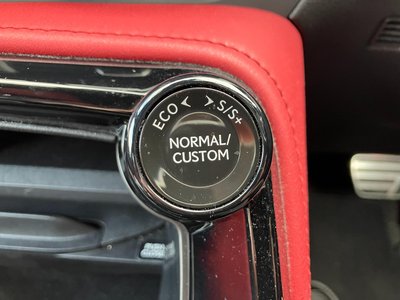 ECO < > S/S+
NORMAL/
CUSTOM